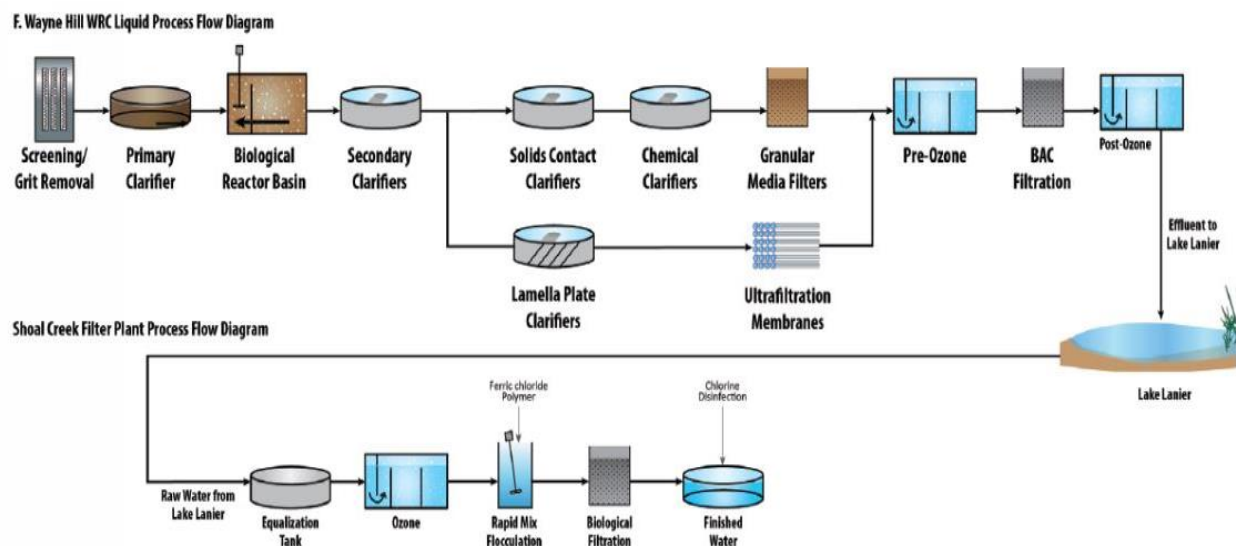 F. Wayne Hill WRC Liquid Process Flow Diagram
Screening/
Grit Removal
Primary
Clarifier
Biological
Reactor Basin
Secondary
Clarifiers
Solids Contact
Clarifiers
Chemical
Clarifiers
Granular
Media Filters
Pre-Ozone
BAC
Filtration
Post-Ozone
Lamella Plate
Clarifiers
Ultrafiltration
Membranes
Effluent to
Lake Lanier
Lake Lanier
Shoal Creek Filter Plant Process Flow Diagram
Raw Water from
Lake Lanier
Equalization
Tank
Ozone
Ferric chloride
Polymer
Rapid Mix
Flocculation
Biological
Filtration
Chlorine
Disinfection
Finished
Water